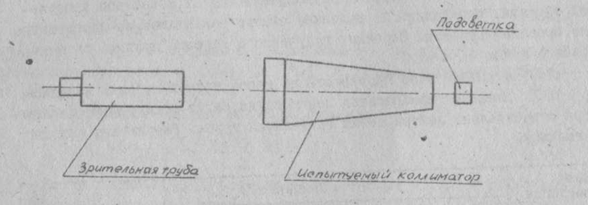 Подсветка
Зрительная труба
Испытуемый коллиматор